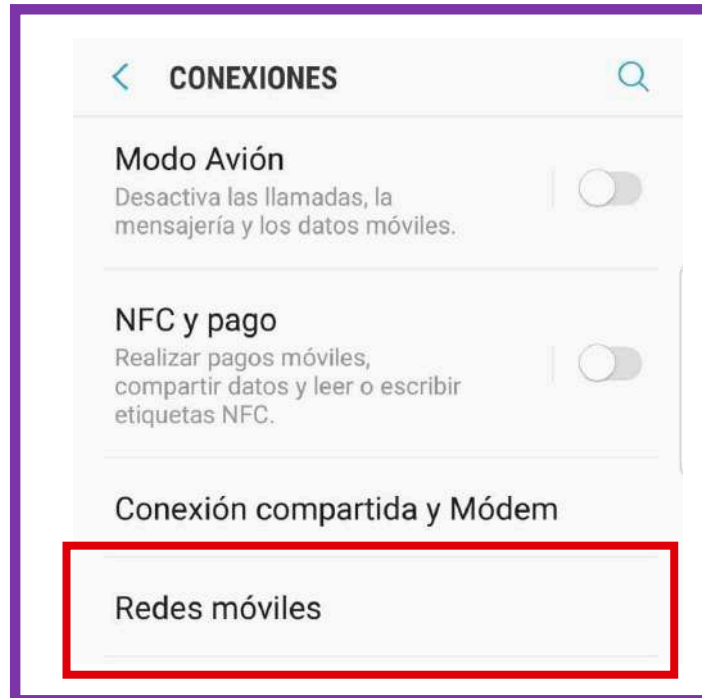 CONEXIONES
Modo Avión
Desactiva las llamadas, la
mensajería y los datos móviles.
NFC y pago
Realizar pagos móviles,
compartir datos y leer o escribir
etiquetas NFC.
Conexión compartida y Módem
Redes móviles